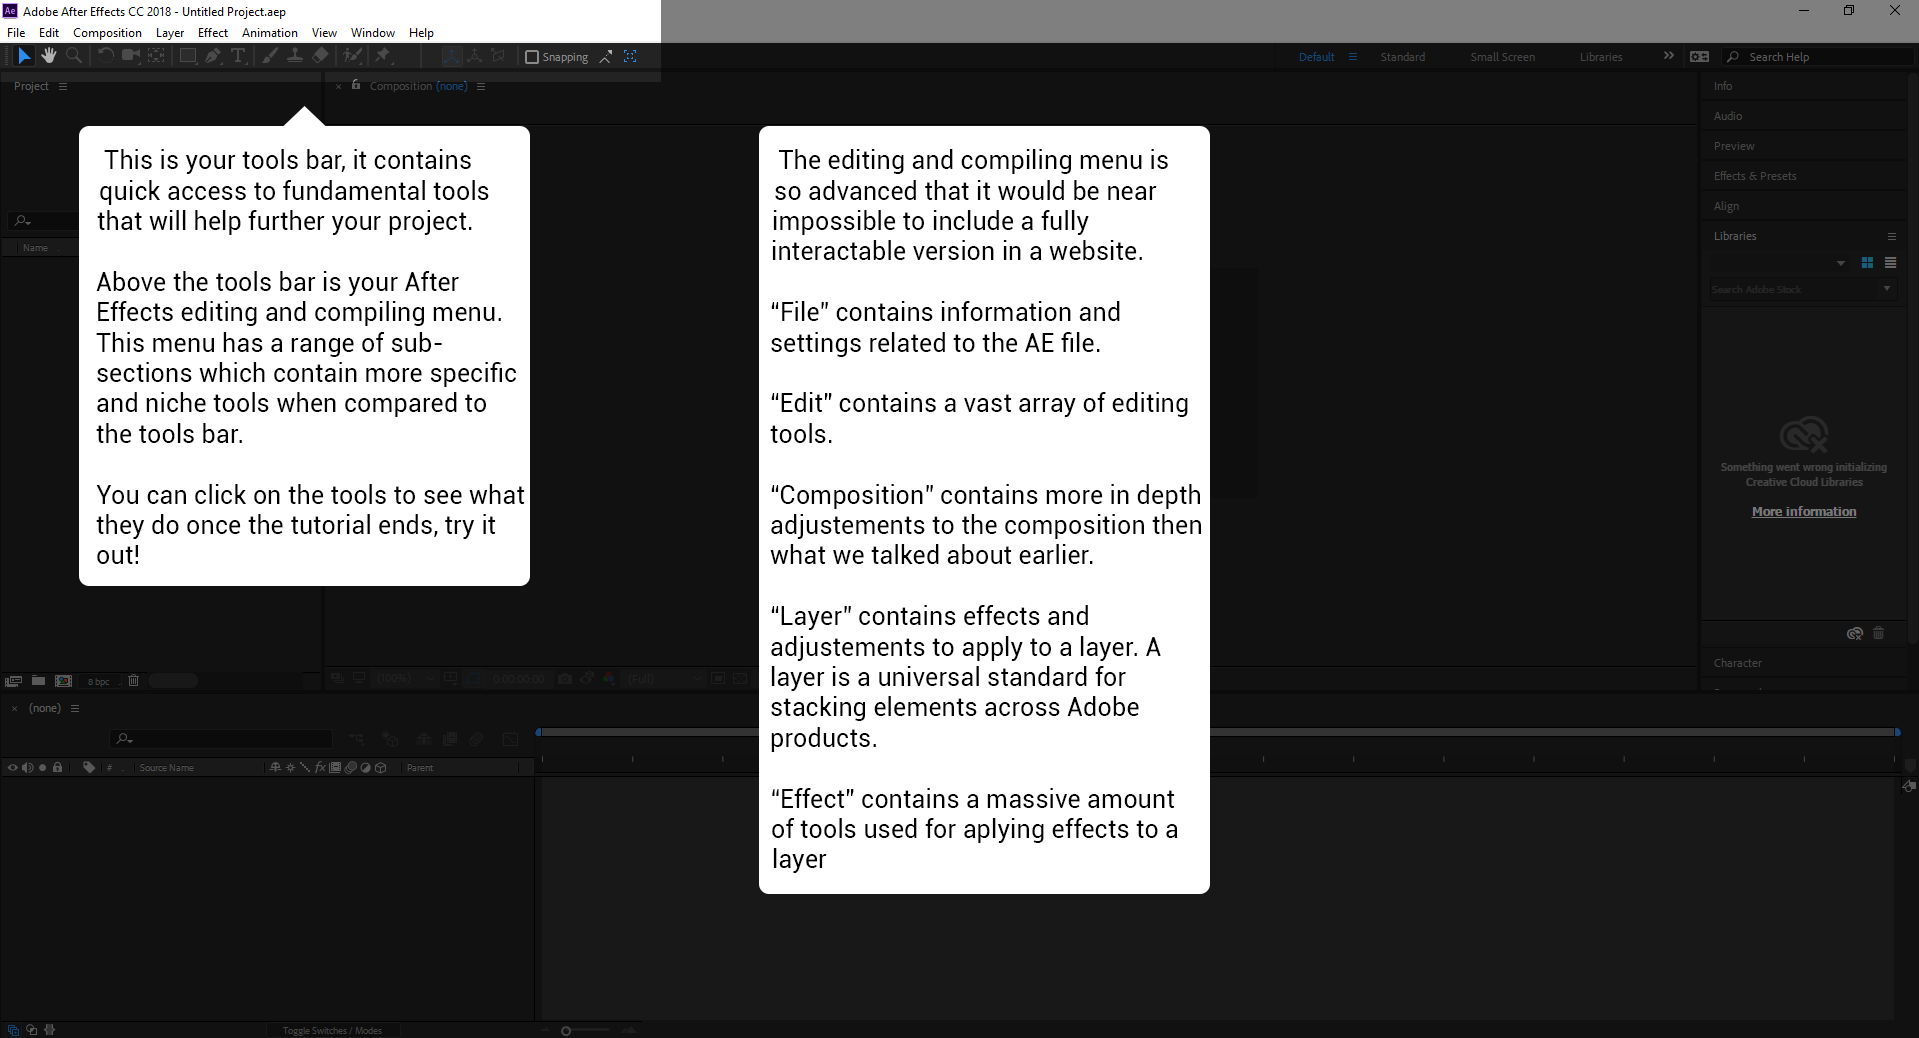 Adobe After Effects CC 2018 - Untitled Project.aep
File Edit Composition Layer Effect Animation View Window Help
Snapping
Default Standard Small Screen Libraries Search Help
Project
Composition (none)
Name
This is your tools bar, it contains
quick access to fundamental tools
that will help further your project.
Above the tools bar is your After
Effects editing and compiling menu.
This menu has a range of sub-
sections which contain more specific
and niche tools when compared to
the tools bar.
You can click on the tools to see what
they do once the tutorial ends, try it
out!
The editing and compiling menu is
so advanced that it would be near
impossible to include a fully
interactable version in a website.
“File” contains information and
settings related to the AE file.
“Edit” contains a vast array of editing
tools.
“Composition” contains more in depth
adjustements to the composition then
what we talked about earlier.
“Layer” contains effects and
adjustements to apply to a layer. A
layer is a universal standard for
stacking elements across Adobe
products.
“Effect” contains a massive amount
of tools used for aplying effects to a
layer
Info
Audio
Preview
Effects & Presets
Align
Libraries
Search Adobe Stock
Something went wrong initializing
Creative Cloud Libraries
More information
Character
8 bpc
(100%) 0:00:00:00 (Full)
(none)
# Source Name fx Parent
Toggle Switches / Modes